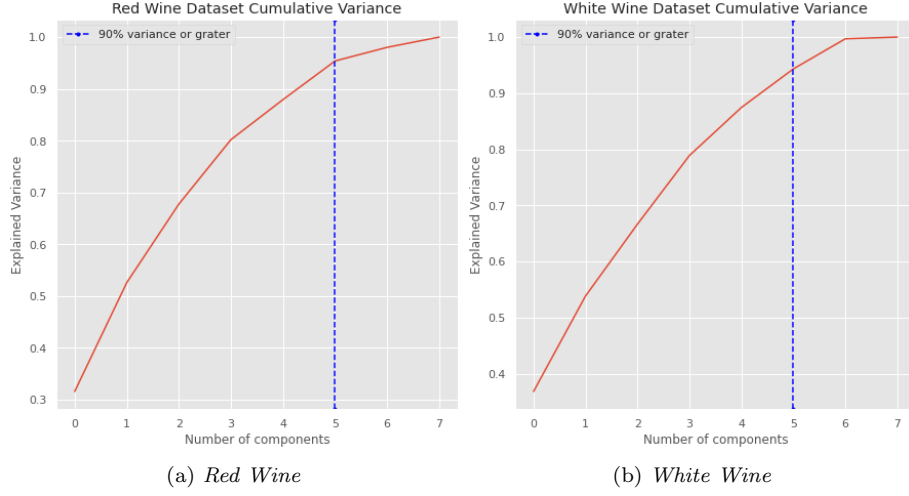 Red Wine Dataset Cumulative Variance
90% variance or grater
Explained Variance
1.0
0.9
0.8
0.7
0.6
0.5
0.4
0.3
0 1 2 3 4 5 6 7
Number of components
(a) Red Wine
White Wine Dataset Cumulative Variance
90% variance or grater
Explained Variance
1.0
0.9
0.8
0.7
0.6
0.5
0.4
0 1 2 3 4 5 6 7
Number of components
(b) White Wine